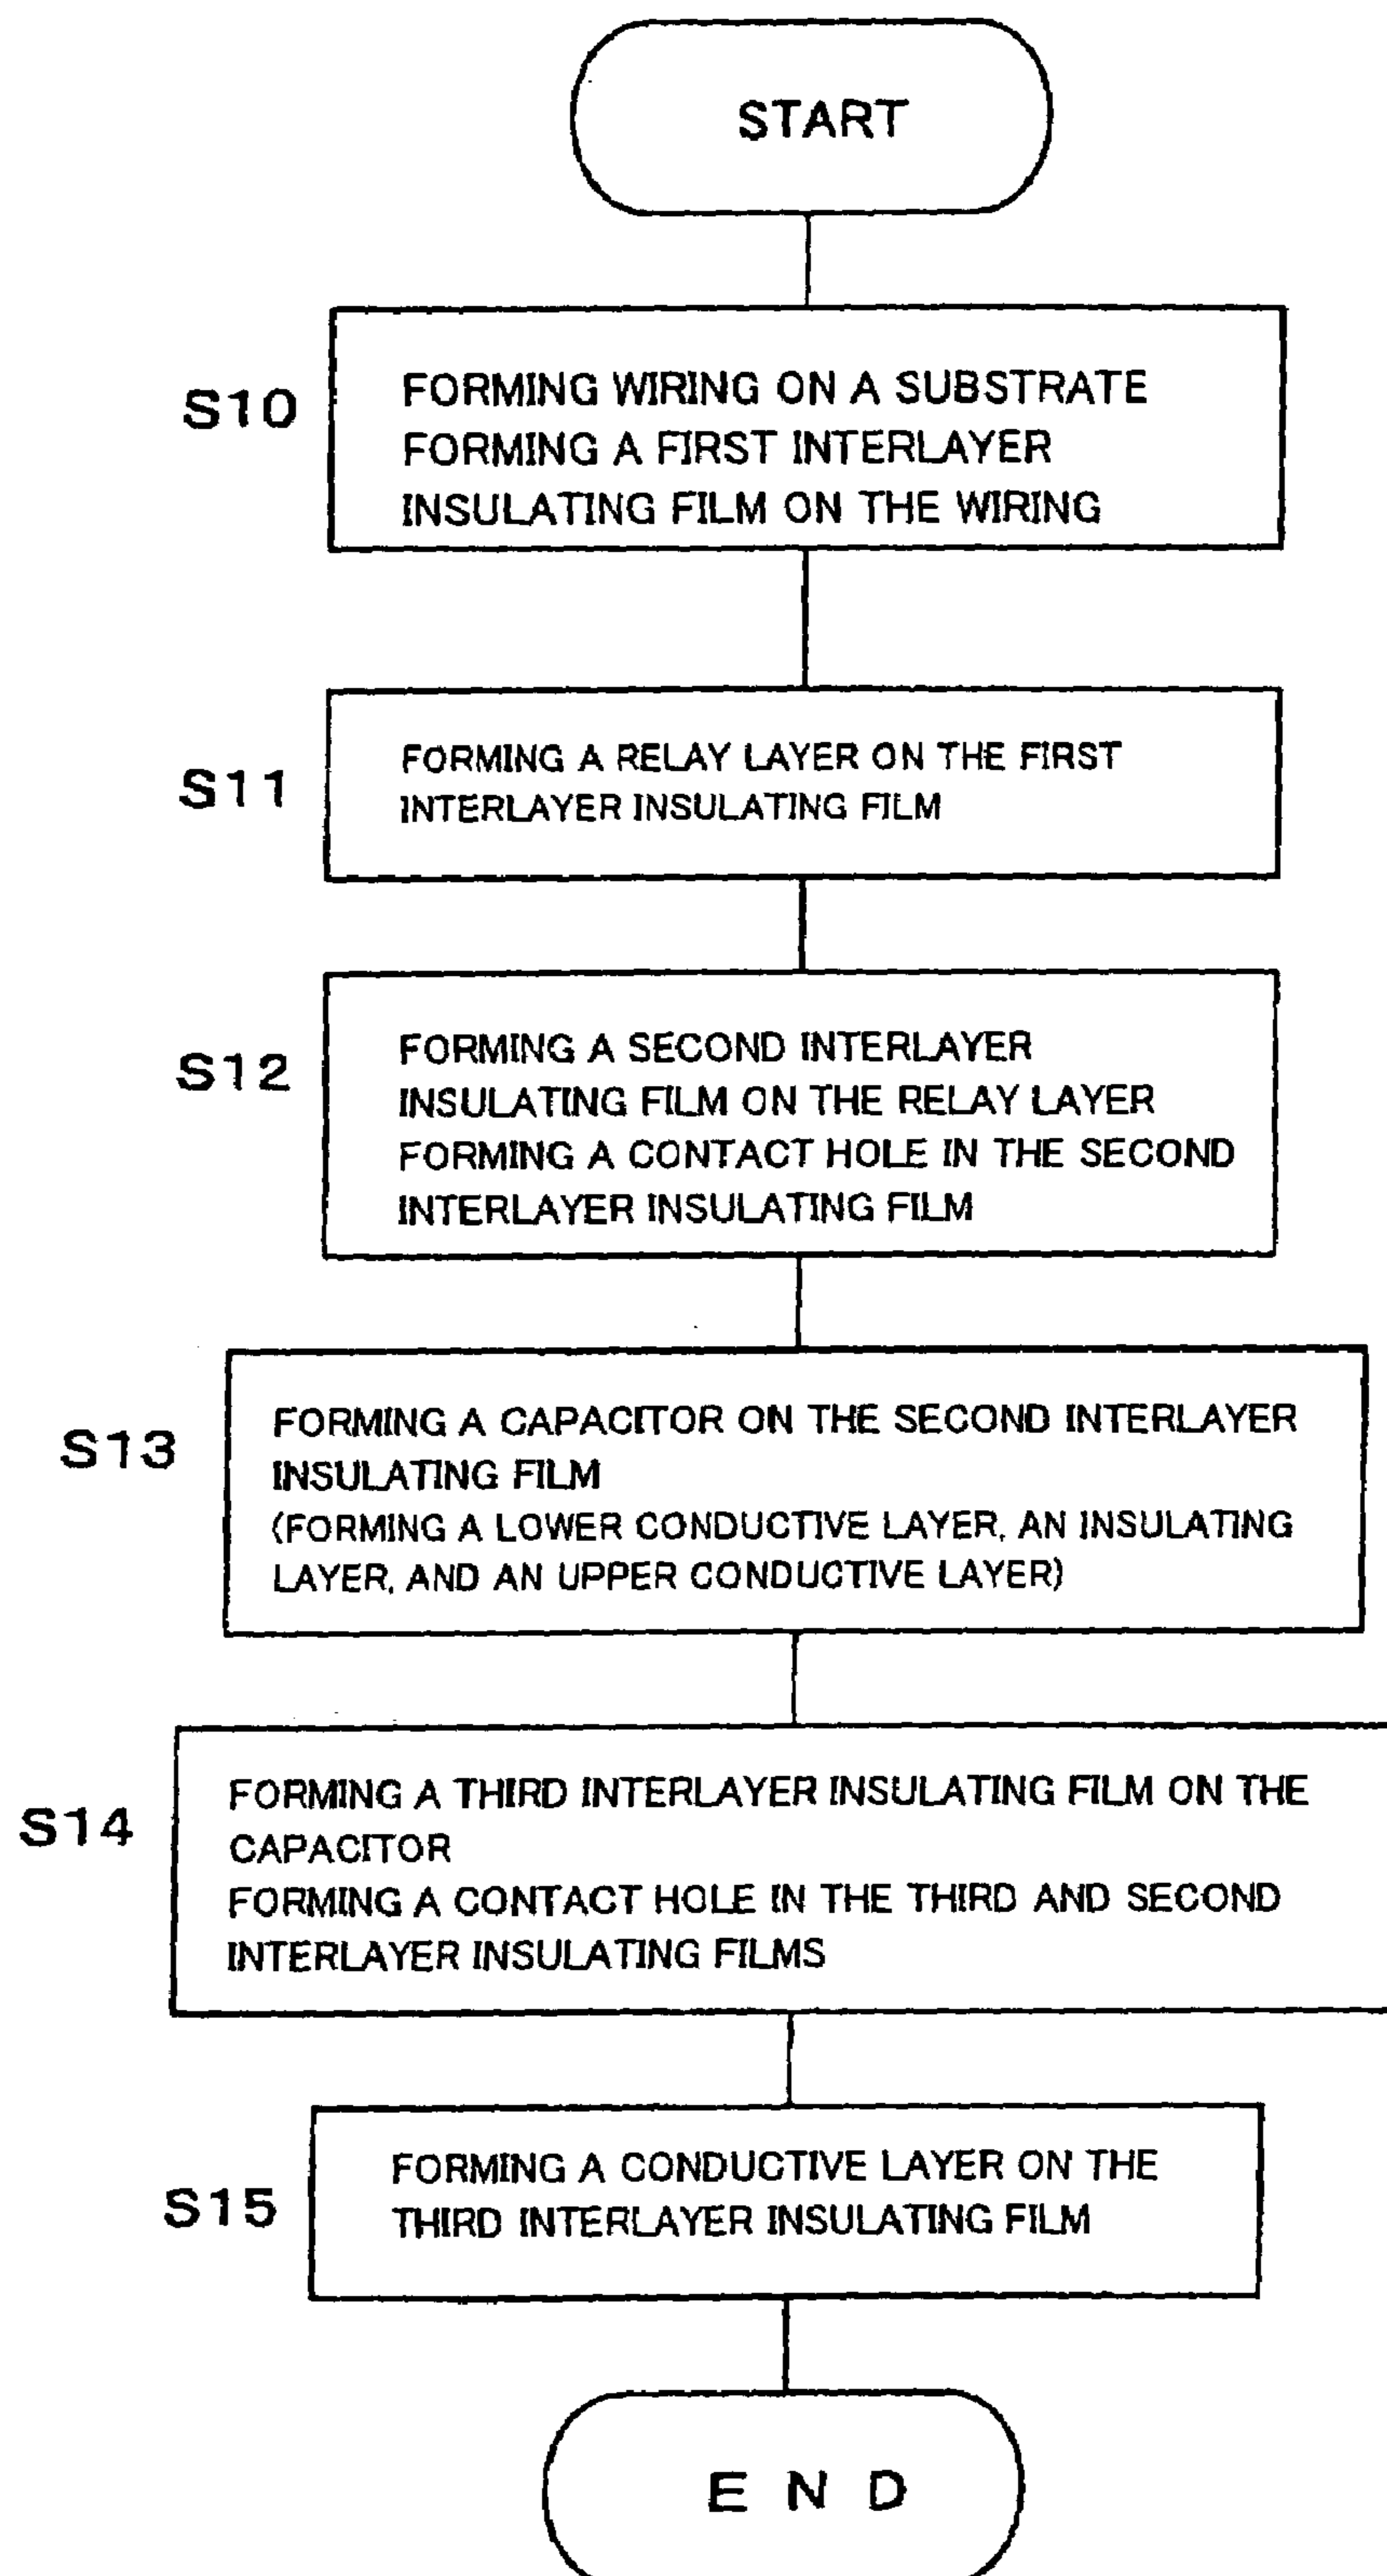 START
S10
FORMING WIRING ON A SUBSTRATE
FORMING A FIRST INTERLAYER
INSULATING FILM ON THE WIRING
S11
FORMING A RELAY LAYER ON THE FIRST
INTERLAYER INSULATING FILM
S12
FORMING A SECOND INTERLAYER
INSULATING FILM ON THE RELAY LAYER
FORMING A CONTACT HOLE IN THE SECOND
INTERLAYER INSULATING FILM
S13
FORMING A CAPACITOR ON THE SECOND INTERLAYER
INSULATING FILM
(FORMING A LOWER CONDUCTIVE LAYER, AN INSULATING
LAYER, AND AN UPPER CONDUCTIVE LAYER)
S14
FORMING A THIRD INTERLAYER INSULATING FILM ON THE
CAPACITOR
FORMING A CONTACT HOLE IN THE THIRD AND SECOND
INTERLAYER INSULATING FILMS
S15
FORMING A CONDUCTIVE LAYER ON THE
THIRD INTERLAYER INSULATING FILM
END